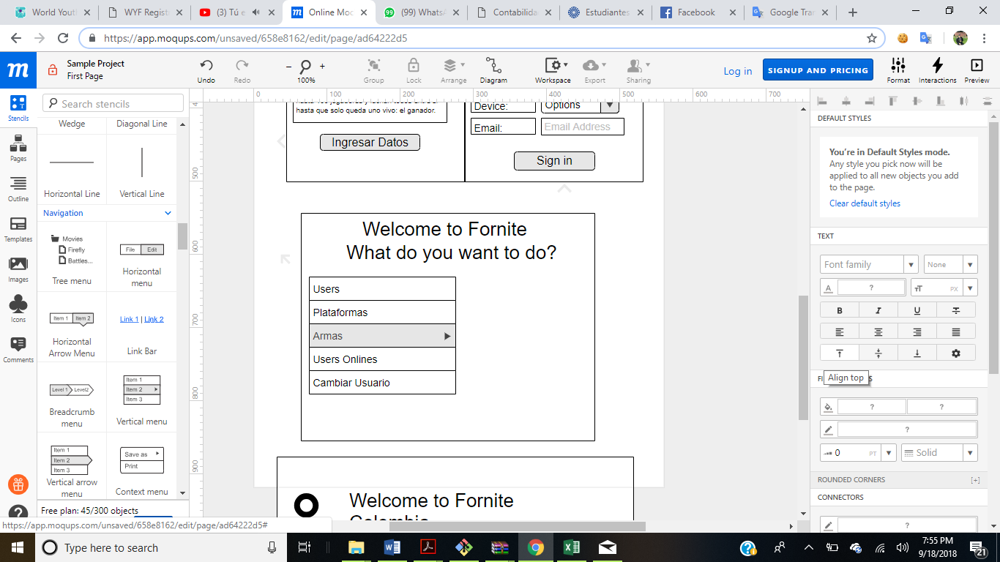 World Yout
WYF Regist
(3) Tú e
Online Moc
(99) WhatsA
Contabilida
Estudiantes
Facebook
Google Tran
https://app.moqups.com/unsaved/658e8162/edit/page/ad64222d5
m
Sample Project
First Page
Undo
Redo
100%
Group
Lock
Arrange
Diagram
Workspace
Export
Sharing
Log in
SIGNUP AND PRICING
Format
Interactions
Preview
Stencils
Pages
Outline
Templates
Images
Icons
Comments
Search stencils
Wedge
Diagonal Line
Horizontal Line
Vertical Line
Navigation
Movies
Firefly
Battles...
Tree menu
File
Edit
Horizontal
menu
Item 1
Item 2
Horizontal
Arrow Menu
Link 1 | Link 2
Link Bar
Level 1
Level2
Breadcrumb
menu
Item 1
Item 2
Item 3
Vertical menu
Item 1
Item 2
Item 3
Vertical arrow
menu
Save as
Print
Context menu
Free plan: 45/300 objects
https://app.moqups.com/unsaved/658e8162/edit/page/ad64222d5#
0
100
200
300
400
500
600
700
500
600
700
800
900
hasta que solo queda uno vivo: el ganador.
Ingresar Datos
Device:
Options
Email:
Email Address
Sign in
Welcome to Fornite
What do you want to do?
Users
Plataformas
Armas
Users Onlines
Cambiar Usuario
Welcome to Fornite
Colombia
DEFAULT STYLES
You're in Default Styles mode.
Any style you pick now will be
applied to all new objects you add
to the page.
Clear default styles
TEXT
Font family
None
A
?
TT
PX
B
I
U
Align top
?
?
?
0
PT
Solid
ROUNDED CORNERS
[+]
CONNECTORS
?
Type here to search
7:55 PM
9/18/2018
21